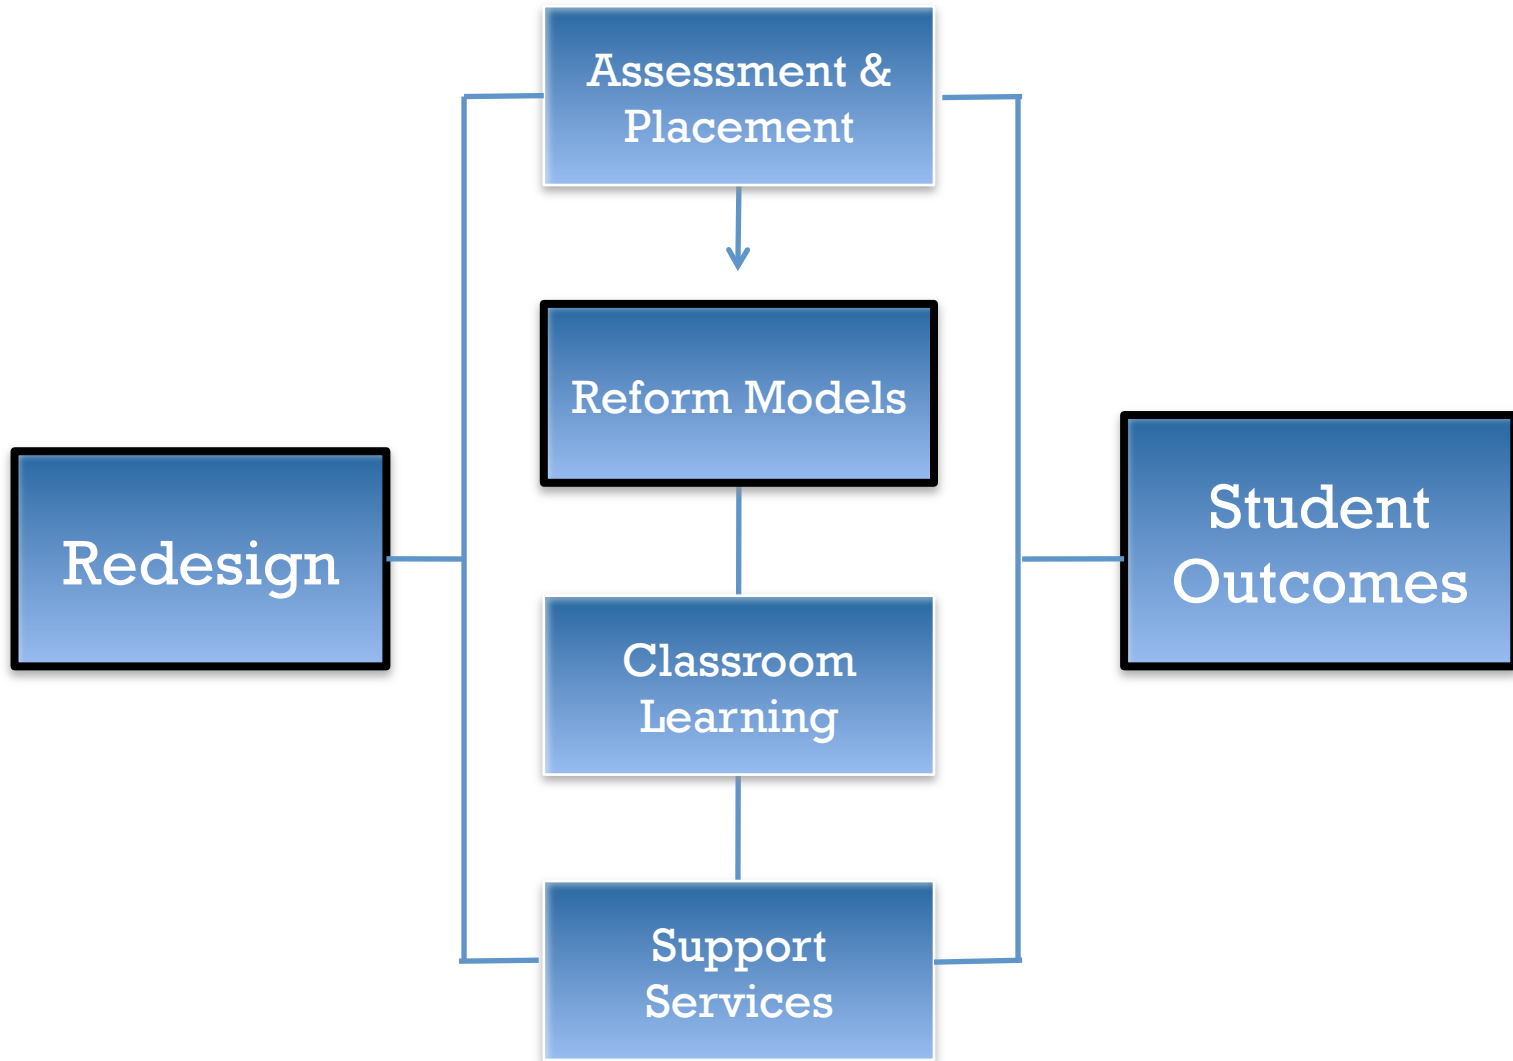 Assessment &
Placement
Reform Models
Redesign
Student
Outcomes
Classroom
Learning
Support
Services